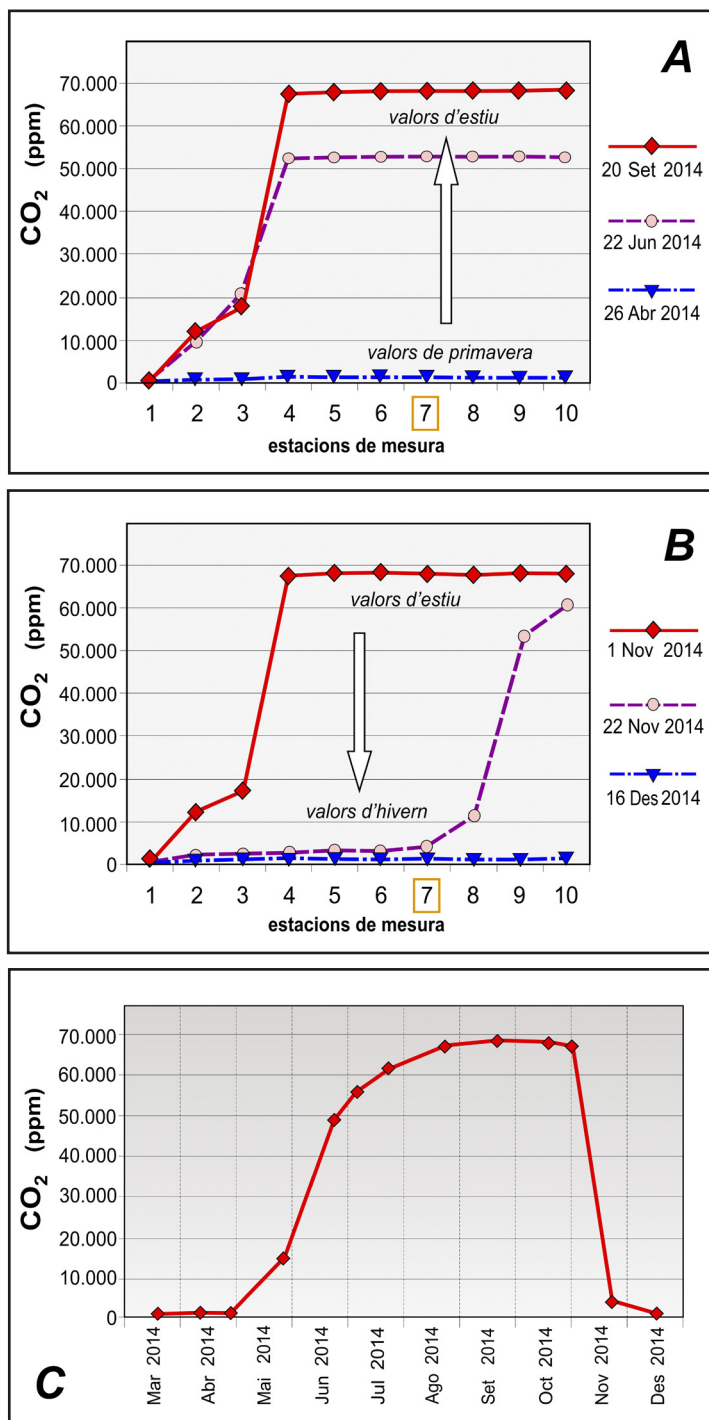 A
CO2 (ppm)
70.000
60.000
50.000
40.000
30.000
20.000
10.000
0
valors d’estiu
valors de primavera
20 Set 2014
22 Jun 2014
26 Abr 2014
1 2 3 4 5 6 7 8 9 10
estacions de mesura
B
CO2 (ppm)
70.000
60.000
50.000
40.000
30.000
20.000
10.000
0
valors d’estiu
valors d’hivern
1 Nov 2014
22 Nov 2014
16 Des 2014
1 2 3 4 5 6 7 8 9 10
estacions de mesura
CO2 (ppm)
70.000
60.000
50.000
40.000
30.000
20.000
10.000
0
Mar 2014
Abr 2014
Mai 2014
Jun 2014
Jul 2014
Ago 2014
Set 2014
Oct 2014
Nov 2014
Des 2014
C